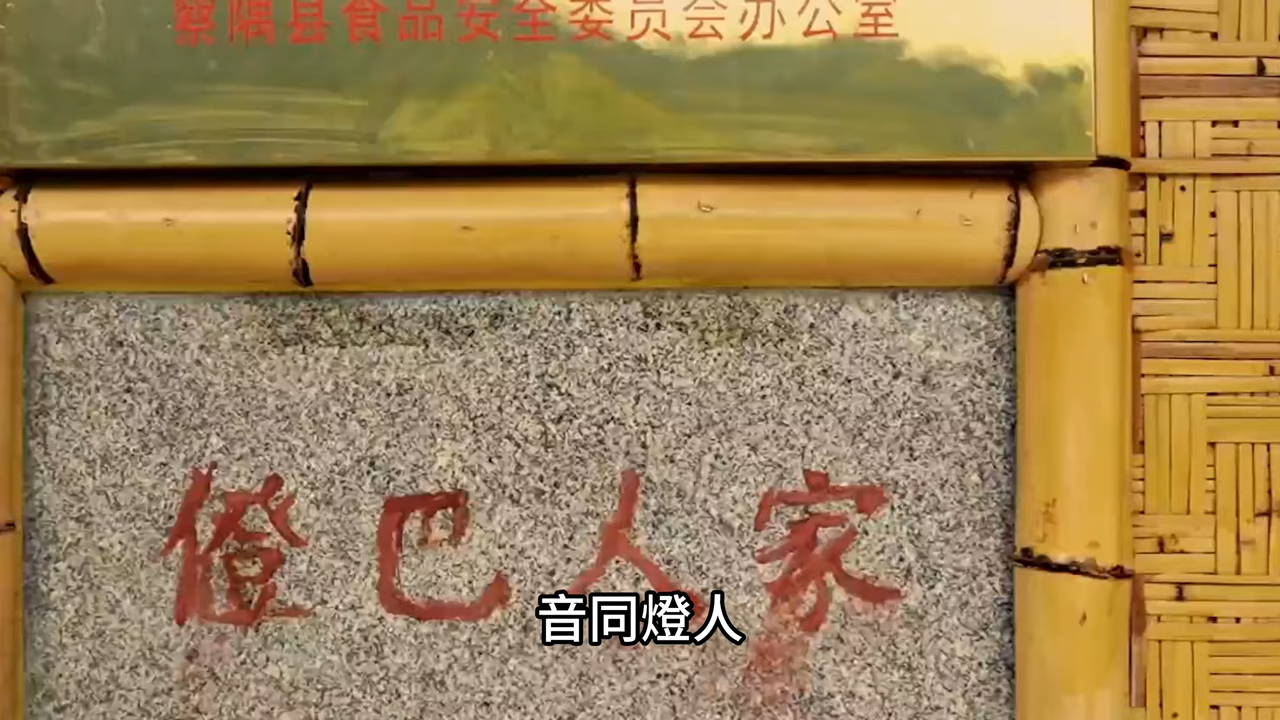 察隅县食品安全委员会办公室
僜巴人家
音同燈人